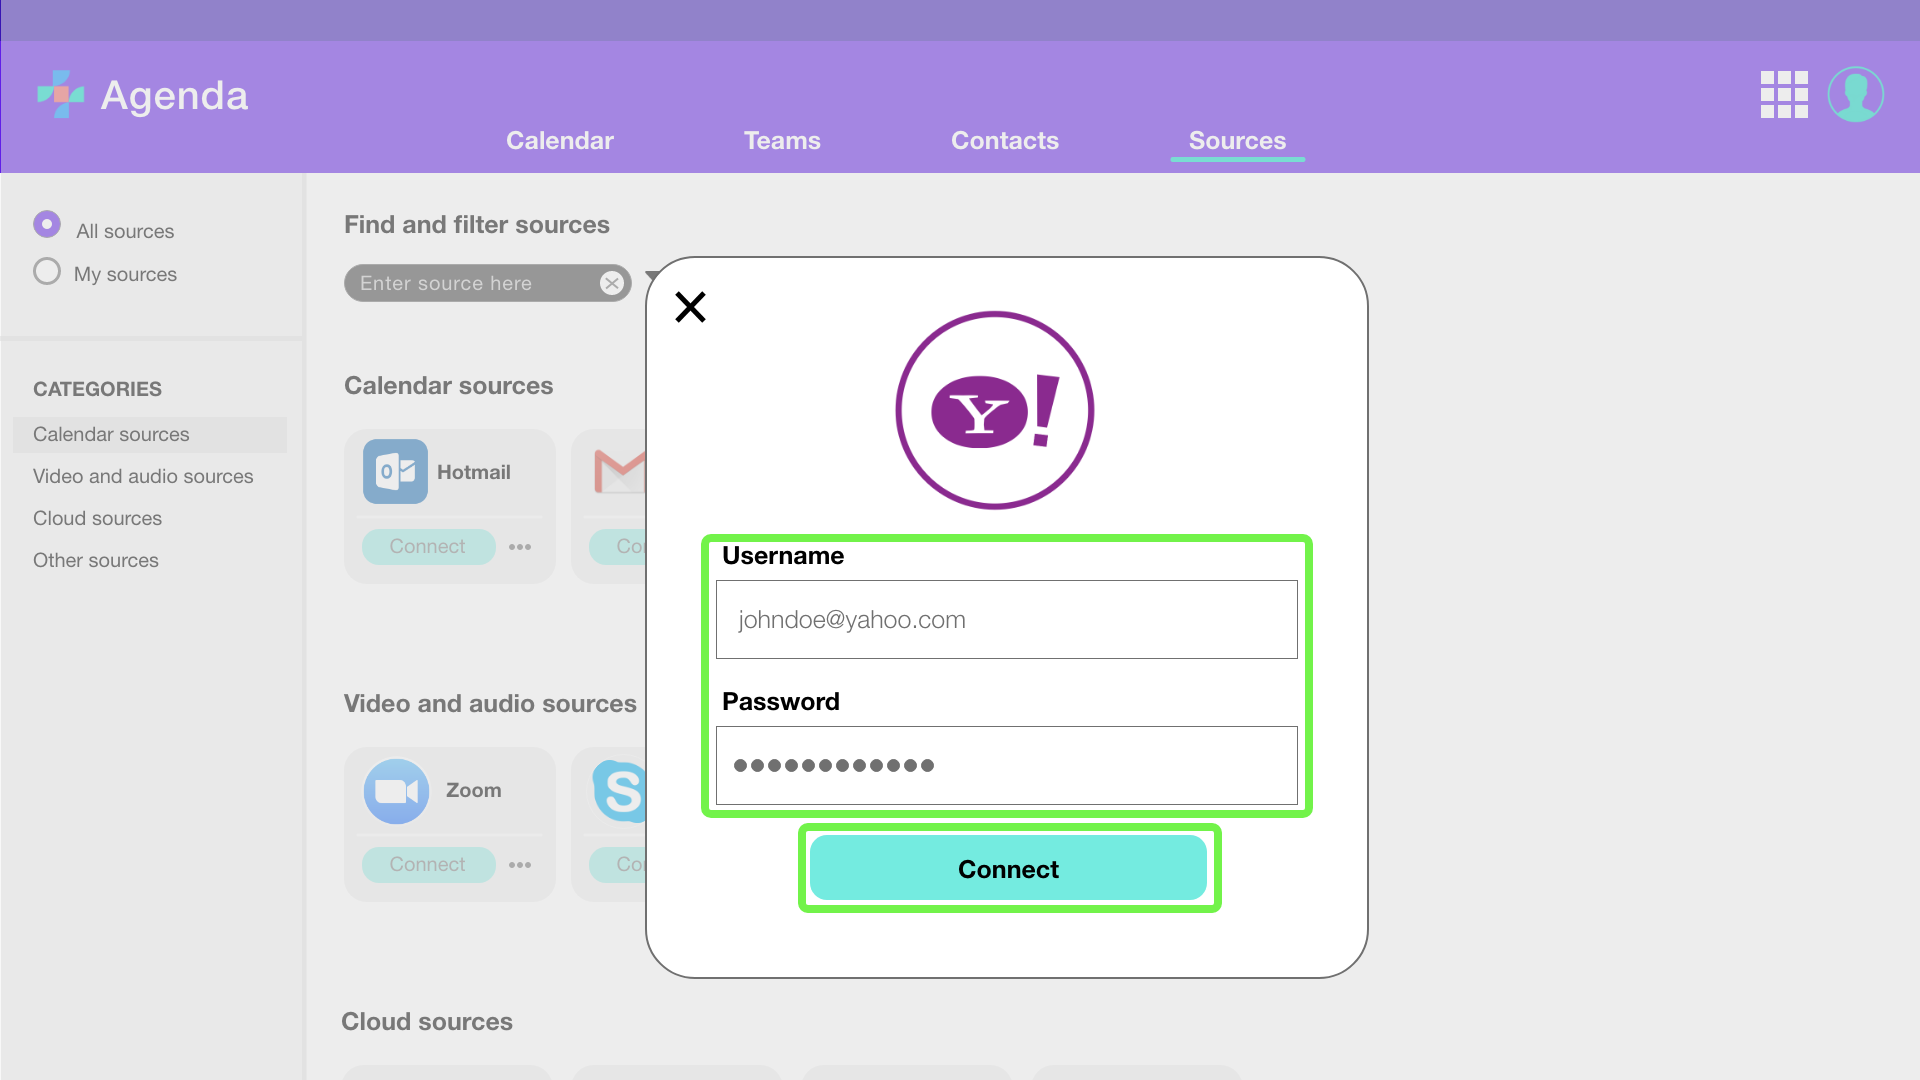 Agenda
Calendar
Teams
Contacts
Sources
All sources
My sources
CATEGORIES
Calendar sources
Video and audio sources
Cloud sources
Other sources
Find and filter sources
Enter source here
Calendar sources
Hotmail
Connect
Video and audio sources
Zoom
Connect
Cloud sources
Y!
Username
johndoe@yahoo.com
Password
Connect